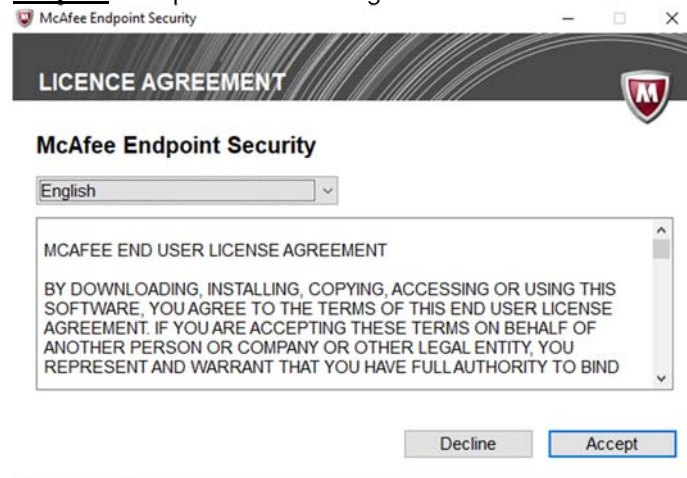 McAfee Endpoint Security
LICENCE AGREEMENT
McAfee Endpoint Security
English
MCAFEE END USER LICENSE AGREEMENT
BY DOWNLOADING, INSTALLING, COPYING, ACCESSING OR USING THIS
SOFTWARE, YOU AGREE TO THE TERMS OF THIS END USER LICENSE
AGREEMENT. IF YOU ARE ACCEPTING THESE TERMS ON BEHALF OF
ANOTHER PERSON OR COMPANY OR OTHER LEGAL ENTITY, YOU
REPRESENT AND WARRANT THAT YOU HAVE FULL AUTHORITY TO BIND
Decline Accept